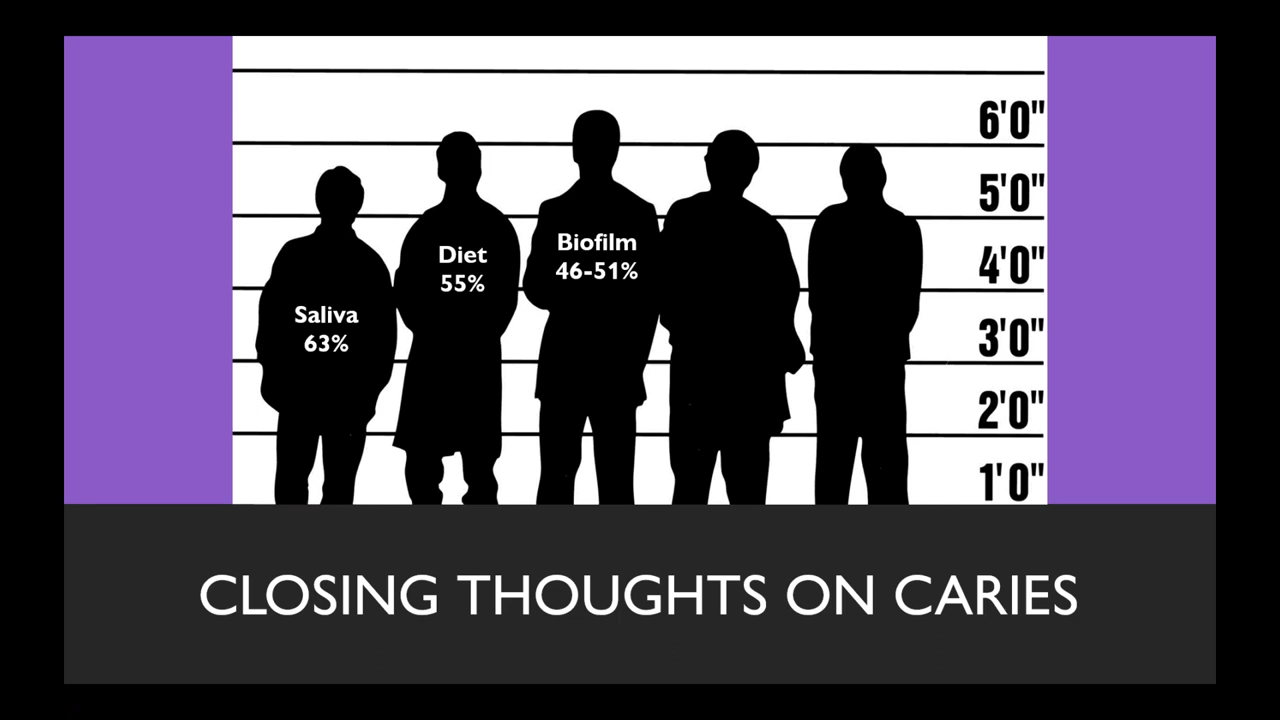 6'0"
5'0"
Biofilm
46-51%
Diet
55%
4'0"
Saliva
63%
3'0"
2'0"
1'0"
CLOSING THOUGHTS ON CARIES